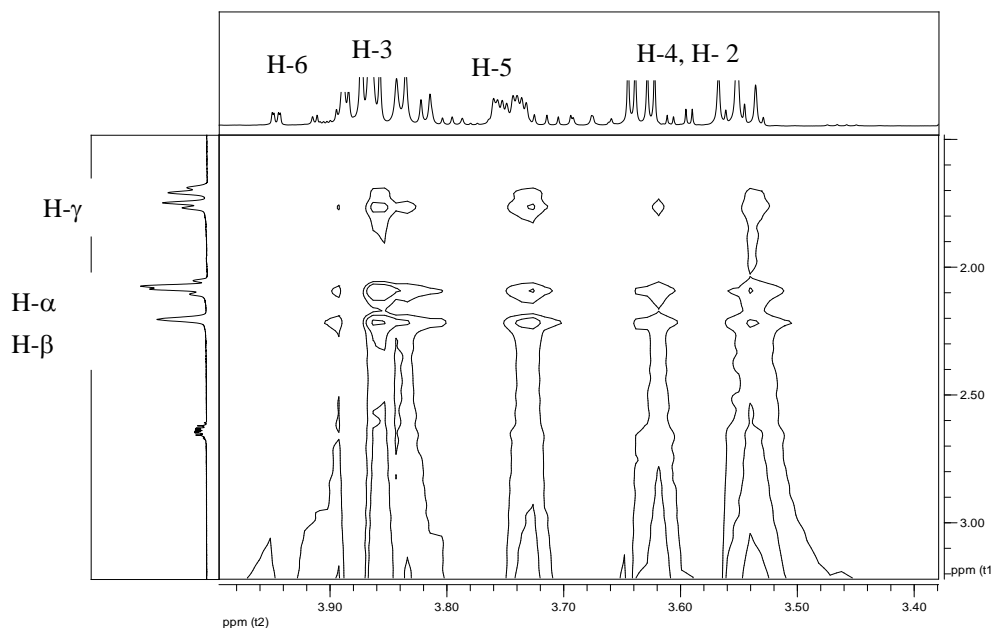 H-6
H-3
H-5
H-4, H- 2
H-γ
H-α
H-β
2.00
2.50
3.00
ppm (t1
3.90
3.80
3.70
3.60
3.50
3.40
ppm (t2)